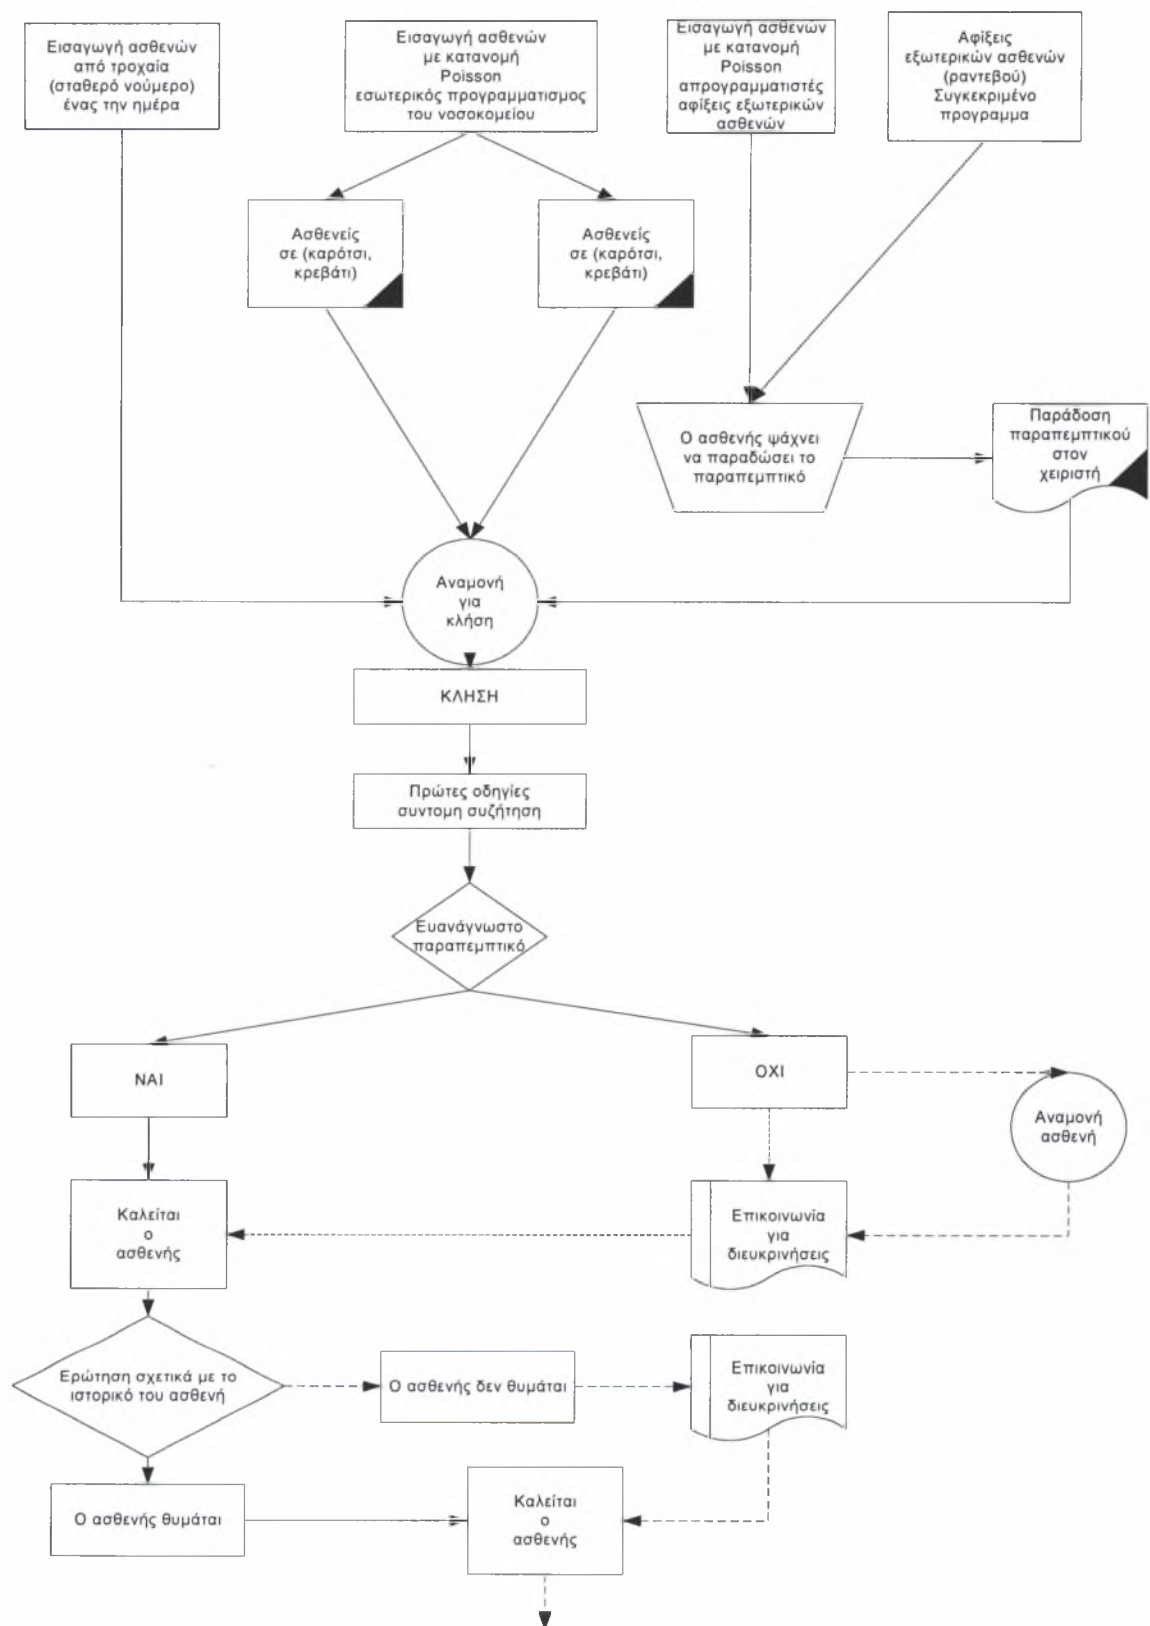 Εισαγωγή ασθενών
από τροχαία
(σταθερό νούμερο)
ένας την ημέρα
Εισαγωγή ασθενών
με κατανομή
Poisson
εσωτερικός προγραμματισμος
του νοσοκομείου
Εισαγωγή ασθενών
με κατανομή
Poisson
απρογραμματιστές
αφίξεις εξωτερικών
ασθενών
Αφίξεις
εξωτερικών ασθενών
(ραντεβού)
Συγκεκριμένο
προγραμμα
Ασθενείς
σε (καρότσι,
κρεβάτι)
Ασθενείς
σε (καρότσι,
κρεβάτι)
Ο ασθενής ψάχνει
να παραδώσει το
παραπεμπτικό
Παράδοση
παραπεμπτικού
στον
χειριστή
Αναμονή
για
κλήση
ΚΛΗΣΗ
Πρώτες οδηγίες
συντομη συζήτηση
Ευανάγνωστο
παραπεμπτικό
ΝΑΙ
ΟΧΙ
Αναμονή
ασθενή
Καλείται
ο
ασθενής
Επικοινωνία
για
διευκρινήσεις
Ερώτηση σχετικά με το
ιστορικό του ασθενή
Ο ασθενής δεν θυμάται
Επικοινωνία
για
διευκρινήσεις
Ο ασθενής θυμάται
Καλείται
ο
ασθενής